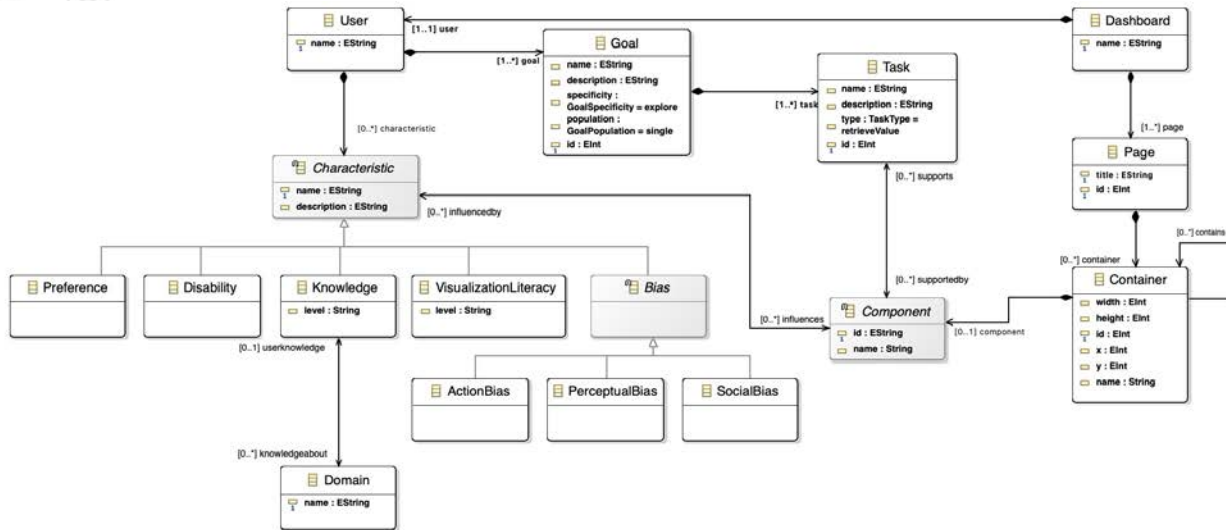 User
name : EString
[1..1] user
Dashboard
name : EString
[1..*] goal
Goal
name : EString
description : EString
specificity :
GoalSpecificity = explore
population :
GoalPopulation = single
id : EInt
[1..*] task
Task
name : EString
description : EString
type : TaskType =
retrieveValue
id : EInt
[0..*] characteristic
[1..*] page
Page
title : EString
id : EInt
Characteristic
name : EString
description : EString
[0..*] influencedby
[0..*] supports
[0..*] contains
[0..*] container
Container
width : EInt
height : EInt
id : EInt
x : EInt
y : EInt
name : String
Preference
Disability
Knowledge
level : String
VisualizationLiteracy
level : String
Bias
[0..*] supportedby
[0..*] influences
Component
id : EString
name : String
[0..1] component
[0..1] userknowledge
ActionBias
PerceptualBias
SocialBias
[0..*] knowledgeabout
Domain
name : EString